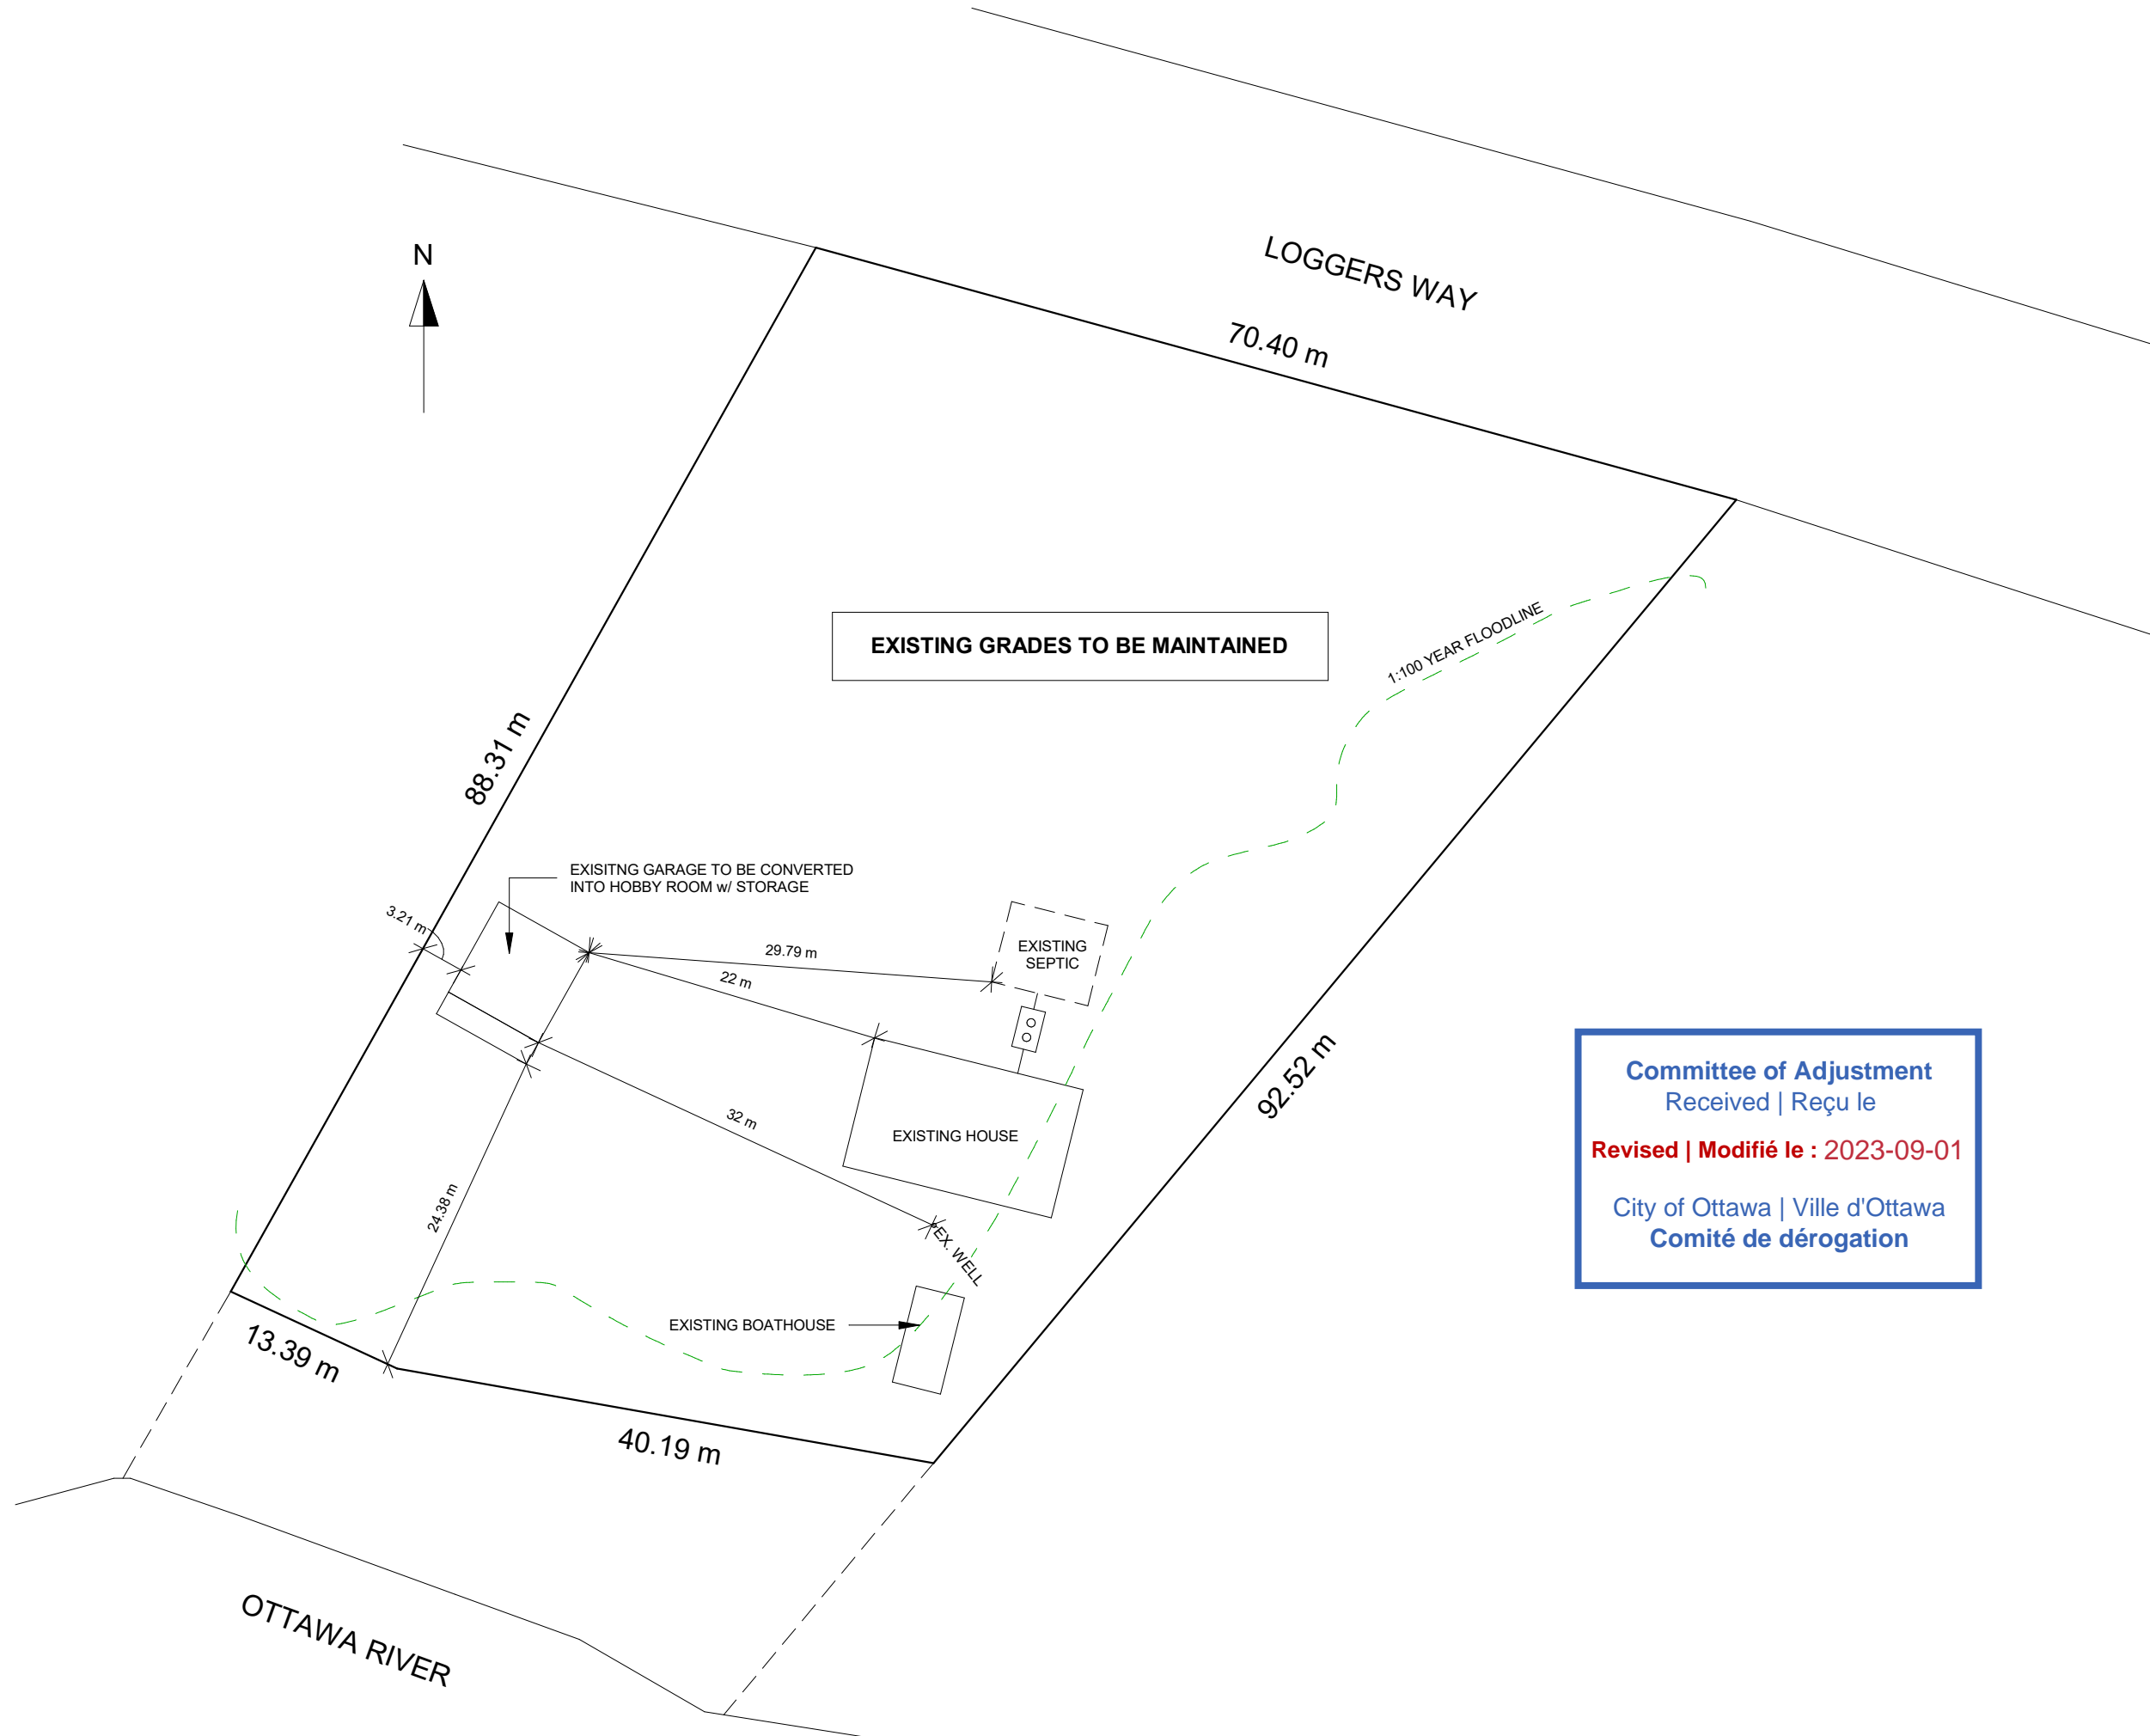 N
LOGGERS WAY
70.40 m
EXISTING GRADES TO BE MAINTAINED
1:100 YEAR FLOODLINE
88.31 m
EXISITNG GARAGE TO BE CONVERTED
INTO HOBBY ROOM w/ STORAGE
3.21 m
29.79 m
EXISTING
SEPTIC
22 m
92.52 m
32 m
EXISTING HOUSE
24.38 m
EX. WELL
EXISTING BOATHOUSE
13.39 m
40.19 m
OTTAWA RIVER
Committee of Adjustment
Received | Reçu le
Revised | Modifié le : 2023-09-01
City of Ottawa | Ville d'Ottawa
Comité de dérogation